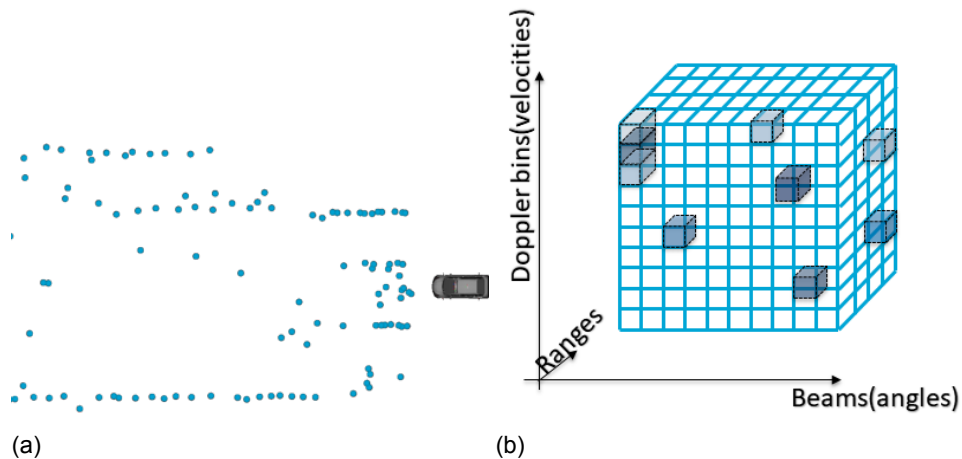 Doppler bins(velocities)
Ranges
Beams(angles)
(a)
(b)